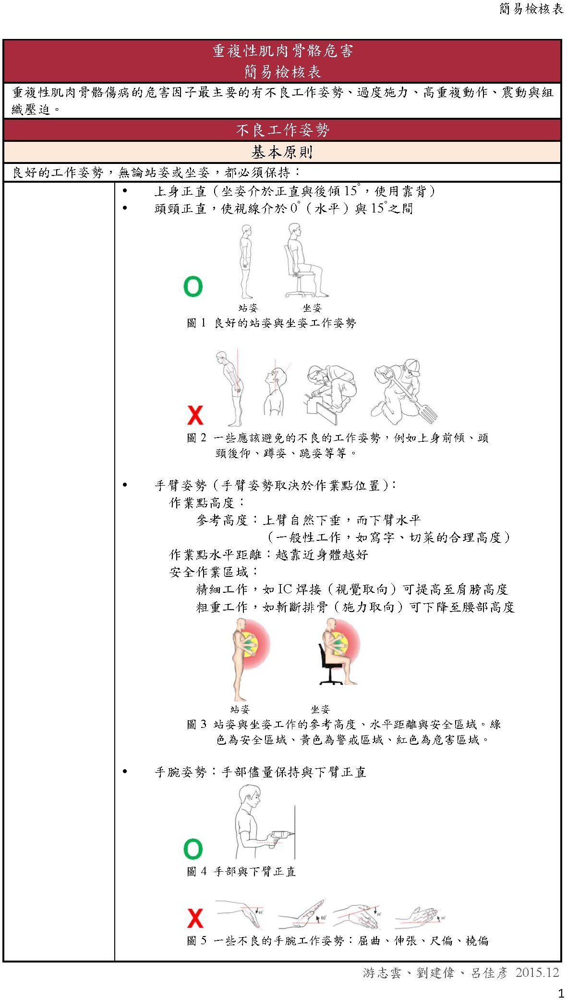 簡易檢核表
重複性肌肉骨骼危害
簡易檢核表
重複性肌肉骨骼傷病的危害因子最主要的有不良工作姿勢、過度施力、高重複動作、震動與組
織壓迫。
不良工作姿勢
基本原則
良好的工作姿勢，無論站姿或坐姿，都必須保持：
• 上身正直（坐姿介於正直與後傾 15°，使用靠背）
• 頭頸正直，使視線介於 0°（水平）與 15°之間
O
站姿 坐姿
圖 1 良好的站姿與坐姿工作姿勢
X
圖 2 一些應該避免的不良的工作姿勢，例如上身前傾、頭
頸後仰、蹲姿、跪姿等等。
• 手臂姿勢（手臂姿勢取決於作業點位置）：
作業點高度：
參考高度：上臂自然下垂，而下臂水平
（一般性工作，如寫字、切菜的合理高度）
作業點水平距離：越靠近身體越好
安全作業區域：
精細工作，如 IC 焊接（視覺取向）可提高至肩膀高度
粗重工作，如斬斷排骨（施力取向）可下降至腰部高度
站姿 坐姿
圖 3 站姿與坐姿工作的參考高度、水平距離與安全區域。綠
色為安全區域、黃色為警戒區域、紅色為危害區域。
• 手腕姿勢：手部儘量保持與下臂正直
O
圖 4 手部與下臂正直
X 60° 60° 35° 20°
圖 5 一些不良的手腕工作姿勢：屈曲、伸張、尺偏、橈偏
游志雲、劉建偉、呂佳彥 2015.12
1